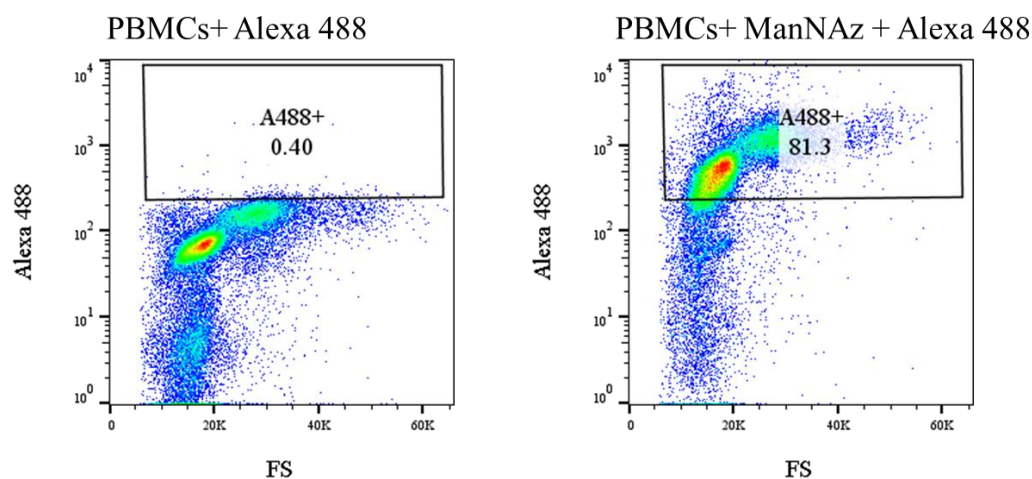 PBMCs+ Alexa 488
PBMCs+ ManNAz + Alexa 488
10^4
10^3
10^2
10^1
10^0
Alexa 488
A488+
0.40
0
20K
40K
60K
FS
10^4
10^3
10^2
10^1
10^0
Alexa 488
A488+
81.3
0
20K
40K
60K
FS